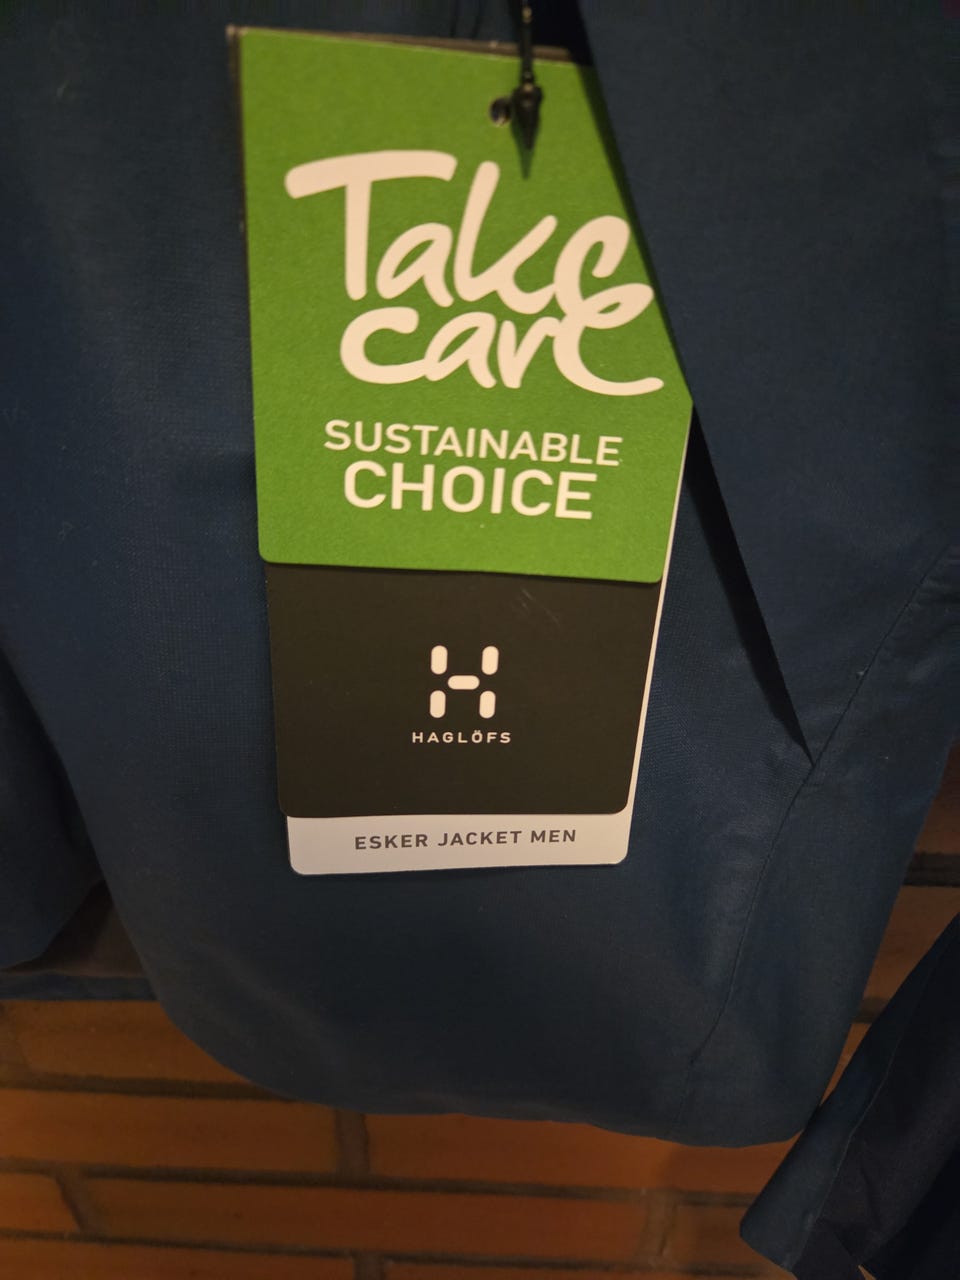 Take
care
SUSTAINABLE
CHOICE
HAGLÖFS
ESKER JACKET MEN